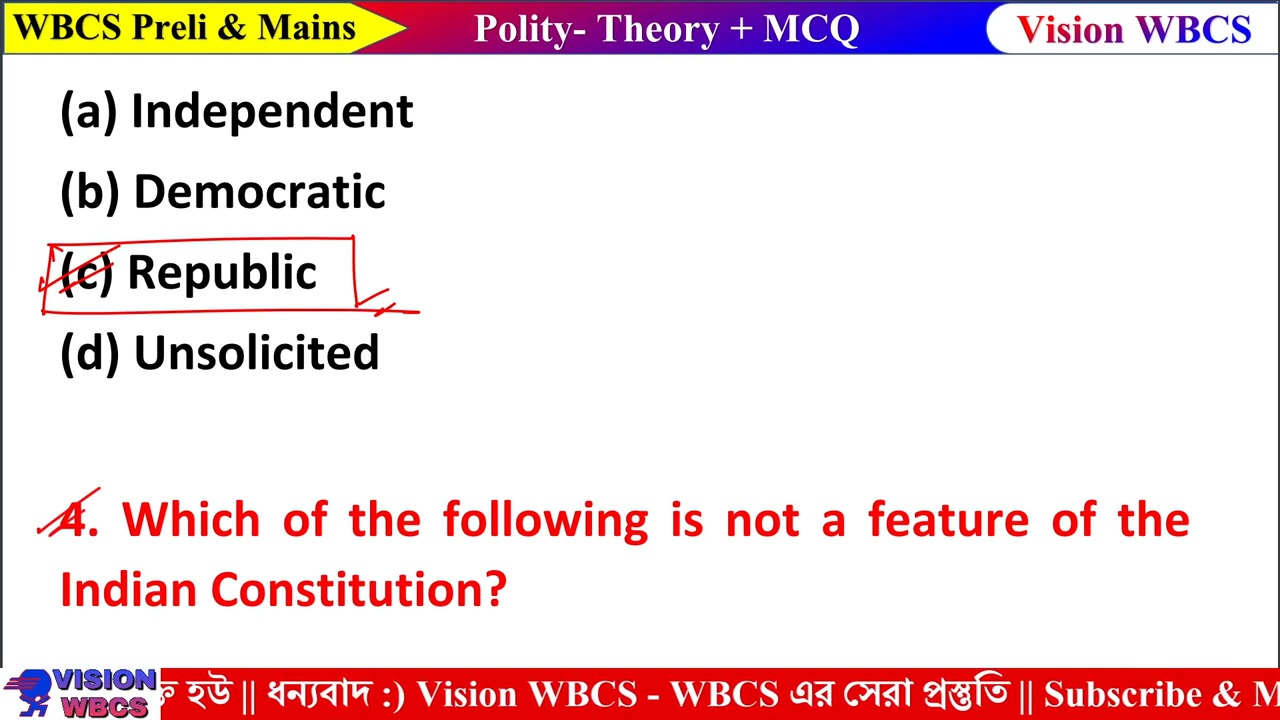 WBCS Preli & Mains
Polity- Theory + MCQ
Vision WBCS
(a) Independent
(b) Democratic
(c) Republic
(d) Unsolicited
4. Which of the following is not a feature of the
Indian Constitution?
VISION
WBCS
হউ || ধন্যবাদ :) Vision WBCS - WBCS এর সেরা প্রস্তুতি || Subscribe & M